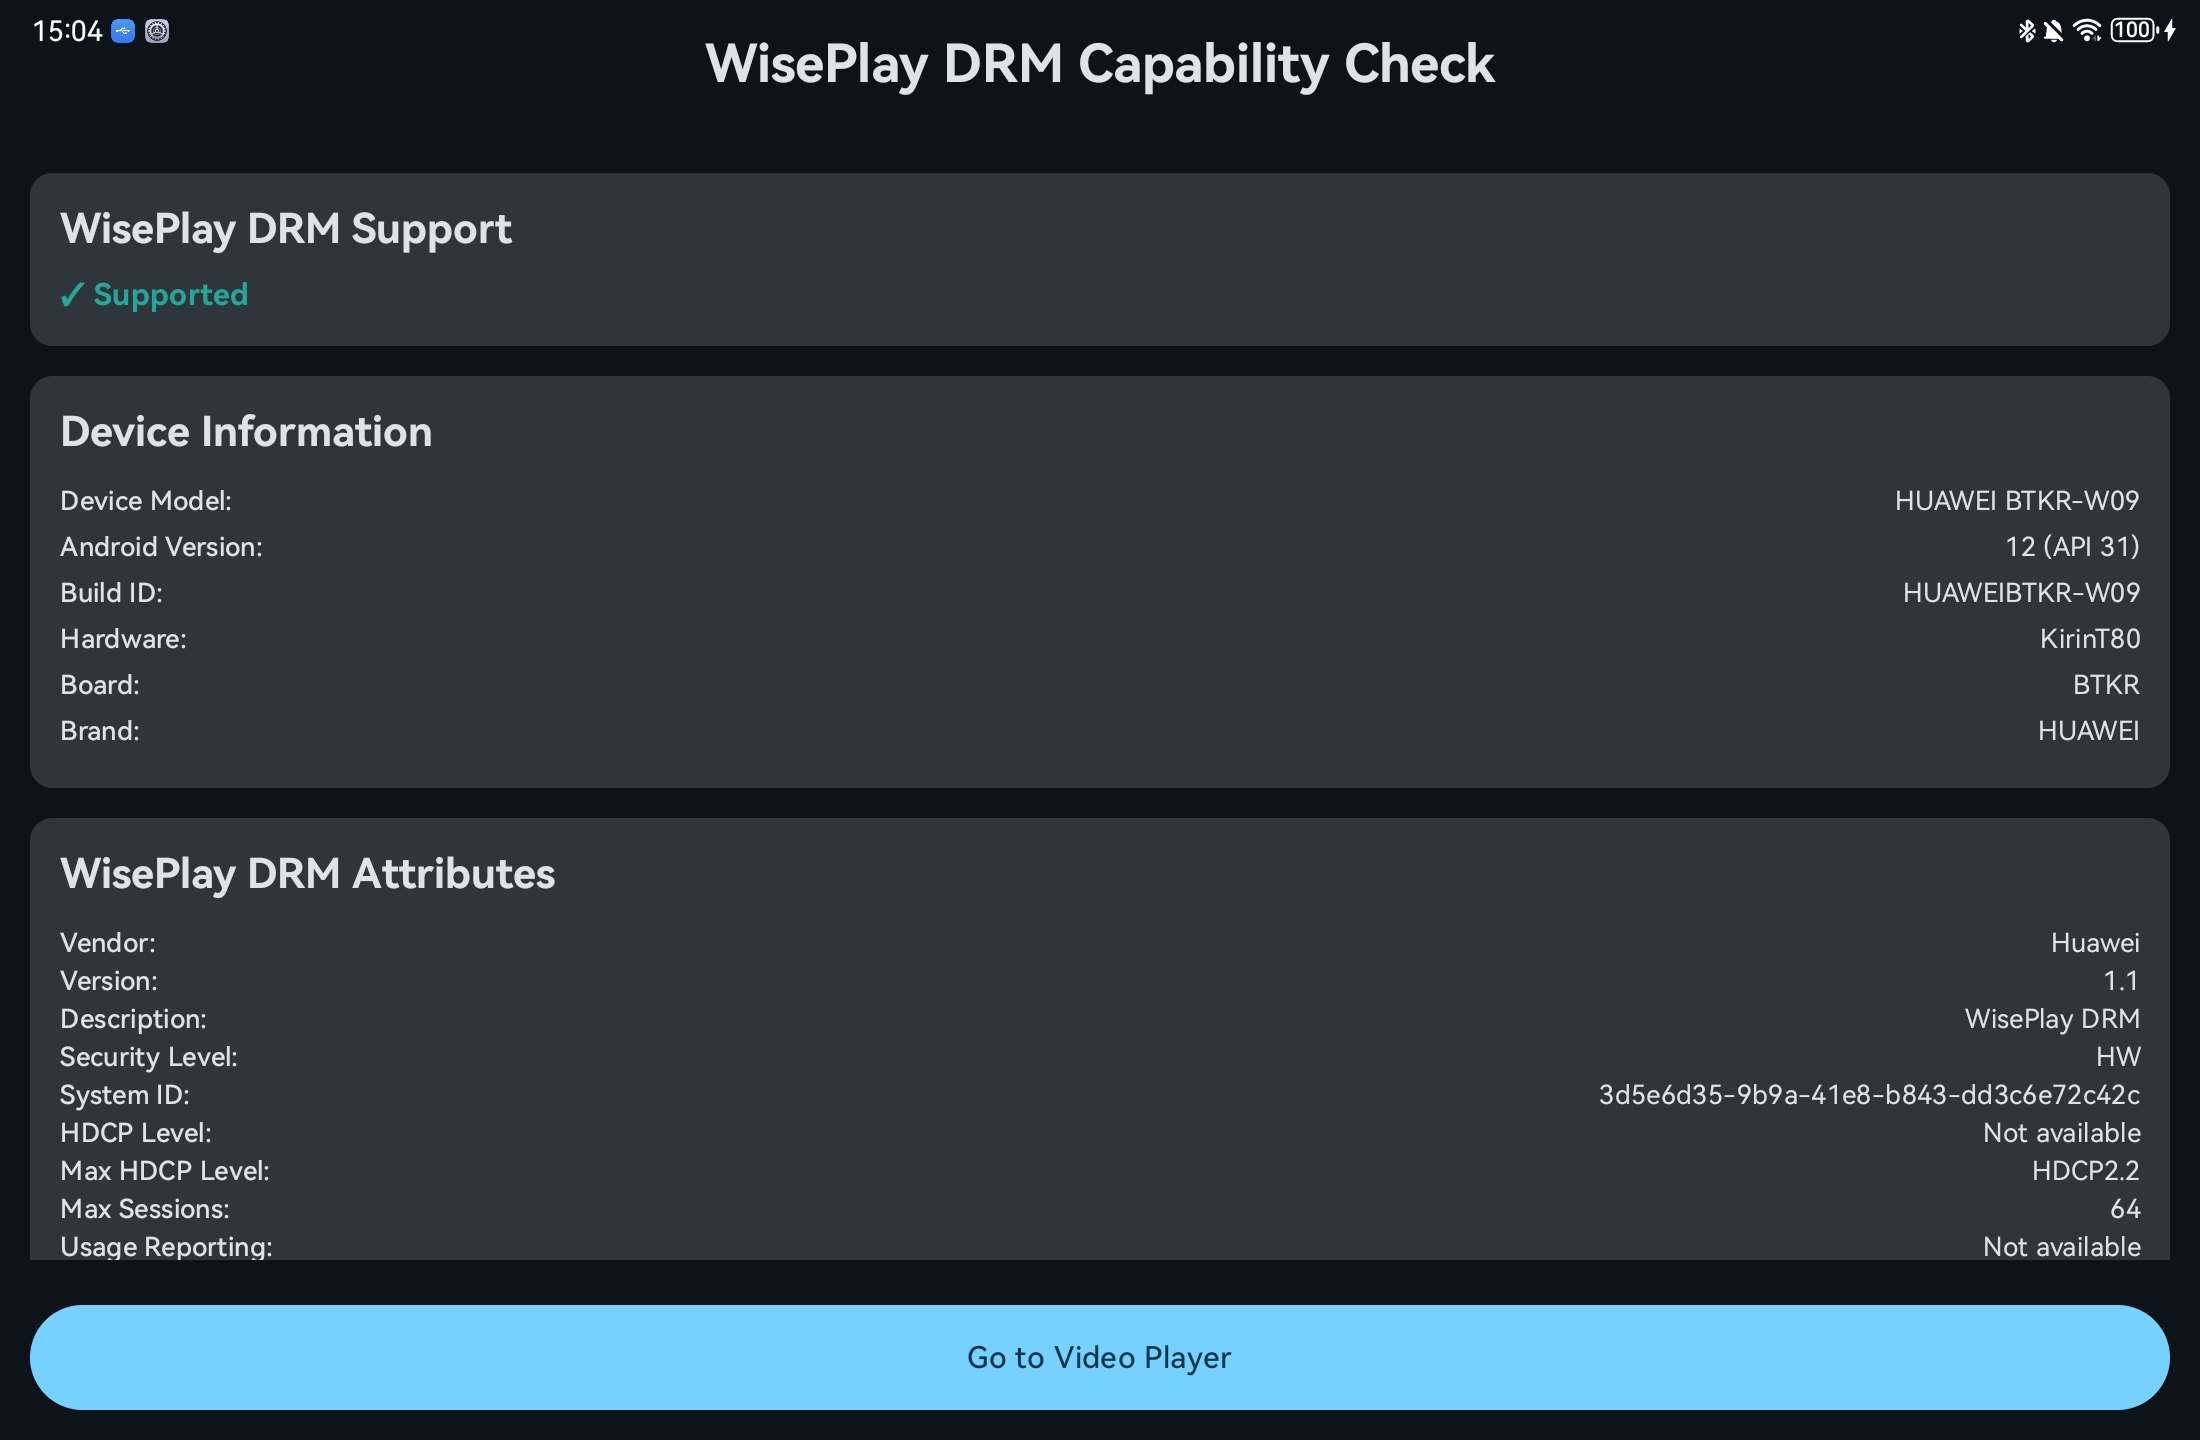 15:04
100
WisePlay DRM Capability Check
WisePlay DRM Support
✓ Supported
Device Information
Device Model: HUAWEI BTKR-W09
Android Version: 12 (API 31)
Build ID: HUAWEIBTKR-W09
Hardware: KirinT80
Board: BTKR
Brand: HUAWEI
WisePlay DRM Attributes
Vendor: Huawei
Version: 1.1
Description: WisePlay DRM
Security Level: HW
System ID: 3d5e6d35-9b9a-41e8-b843-dd3c6e72c42c
HDCP Level: Not available
Max HDCP Level: HDCP2.2
Max Sessions: 64
Usage Reporting: Not available
Go to Video Player